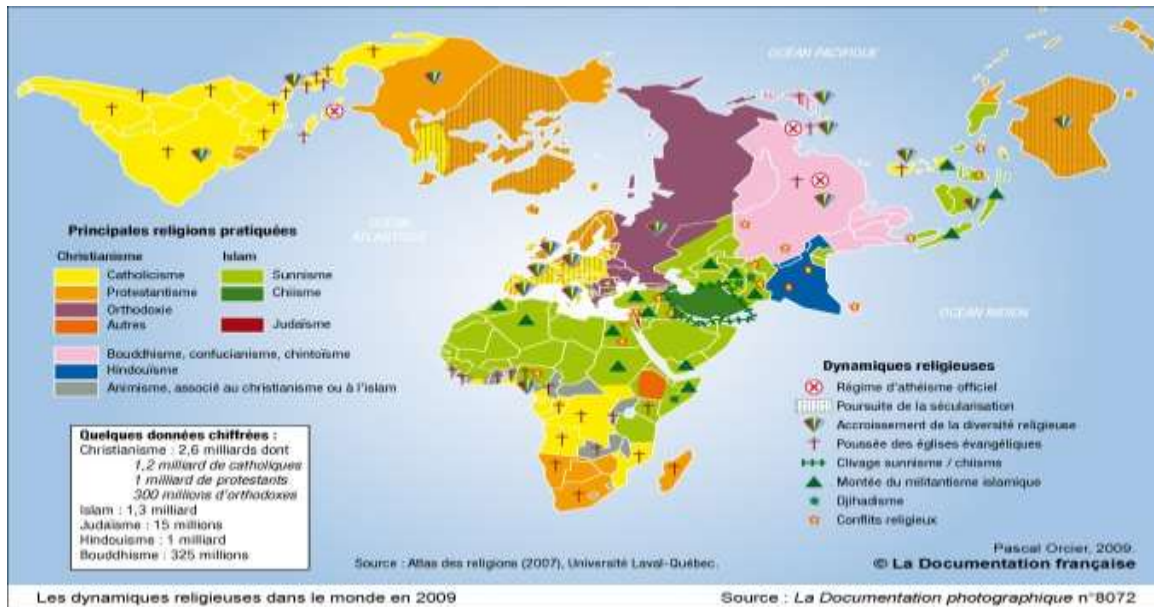 OCÉAN PACIFIQUE
OCÉAN ATLANTIQUE
OCÉAN INDIEN
Principales religions pratiquées
Christianisme
Catholicisme
Protestantisme
Orthodoxie
Autres
Islam
Sunnisme
Chiisme
Judaïsme
Bouddhisme, confucianisme, chintoïsme
Hindouïsme
Animisme, associé au christianisme ou à l'islam
Quelques données chiffrées :
Christianisme : 2,6 milliards dont
1,2 milliard de catholiques
1 milliard de protestants
300 millions d'orthodoxes
Islam : 1,3 milliard
Judaïsme : 15 millions
Hindouisme : 1 milliard
Bouddhisme : 325 millions
Dynamiques religieuses
Régime d'athéisme officiel
Poursuite de la sécularisation
Accroissement de la diversité religieuse
Poussée des églises évangéliques
Clivage sunnisme / chiisme
Montée du militantisme islamique
Djihadisme
Conflits religieux
Source : Atlas des religions (2007), Université Laval-Québec.
Pascal Orcier, 2009.
© La Documentation française
Les dynamiques religieuses dans le monde en 2009
Source : La Documentation photographique n°8072